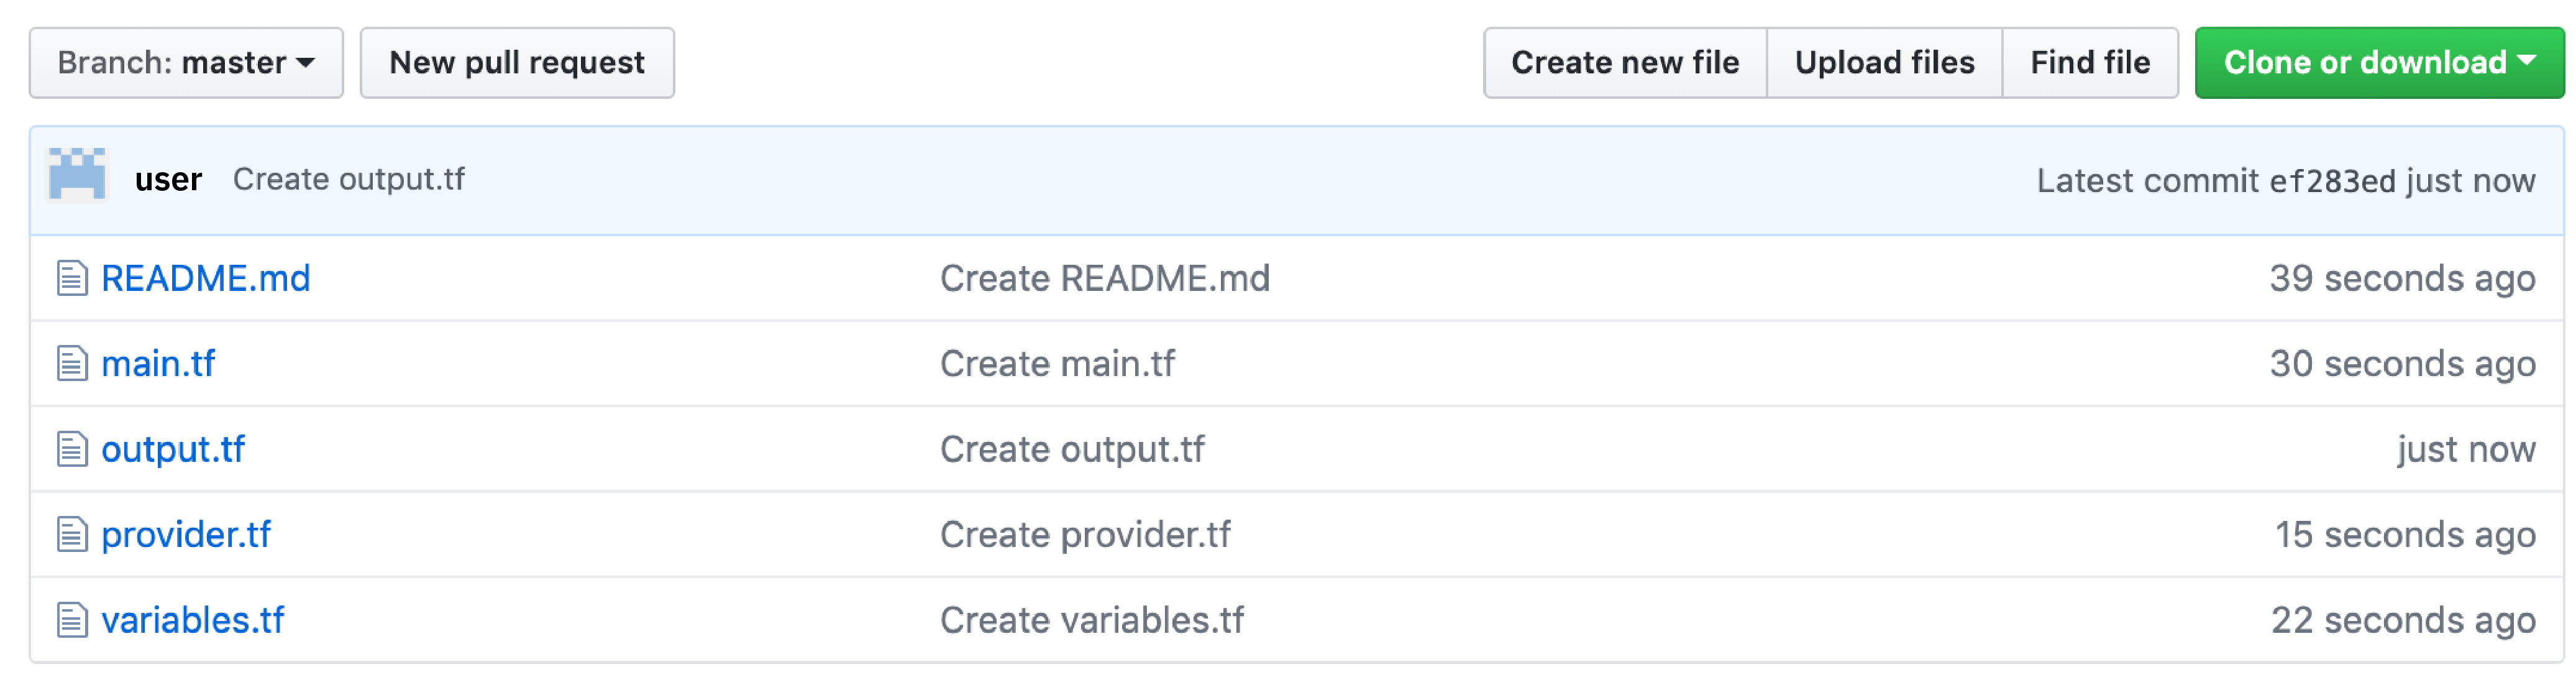 Branch: master New pull request Create new file Upload files Find file Clone or download
user Create output.tf Latest commit ef283ed just now
README.md Create README.md 39 seconds ago
main.tf Create main.tf 30 seconds ago
output.tf Create output.tf just now
provider.tf Create provider.tf 15 seconds ago
variables.tf Create variables.tf 22 seconds ago